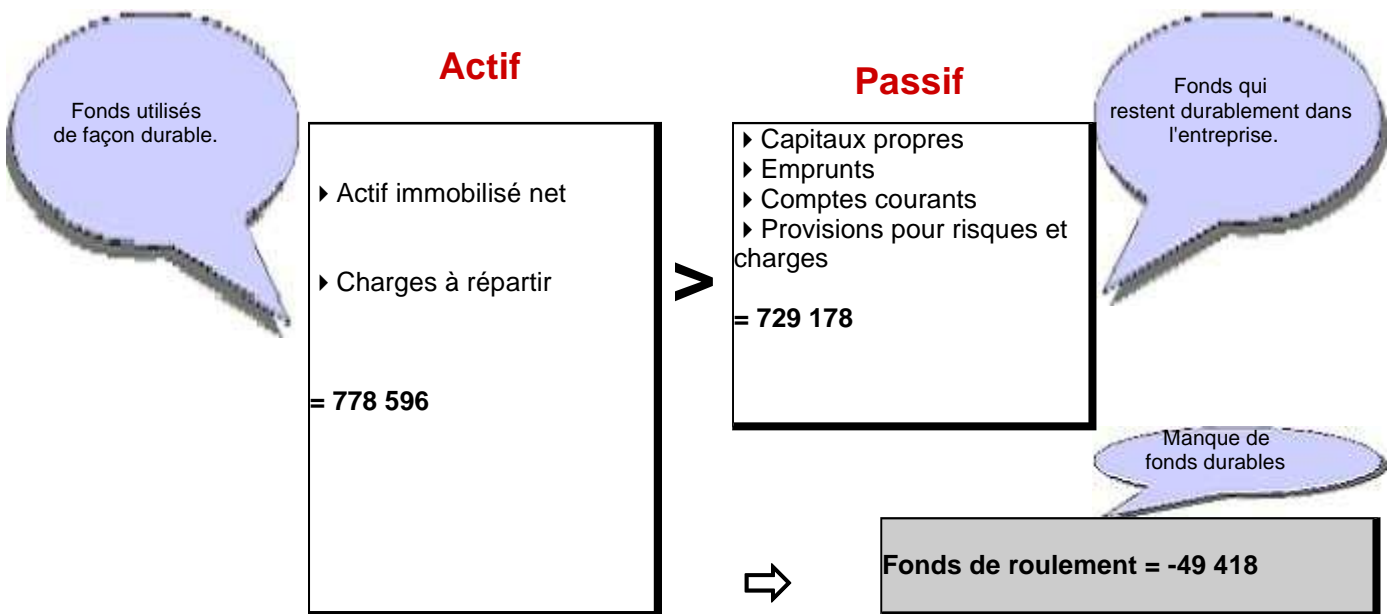 Fonds utilisés
de façon durable.
Actif
▸ Actif immobilisé net
▸ Charges à répartir
= 778 596
>
Passif
▸ Capitaux propres
▸ Emprunts
▸ Comptes courants
▸ Provisions pour risques et
charges
= 729 178
Fonds qui
restent durablement dans
l'entreprise.
Manque de
fonds durables
⇨
Fonds de roulement = -49 418